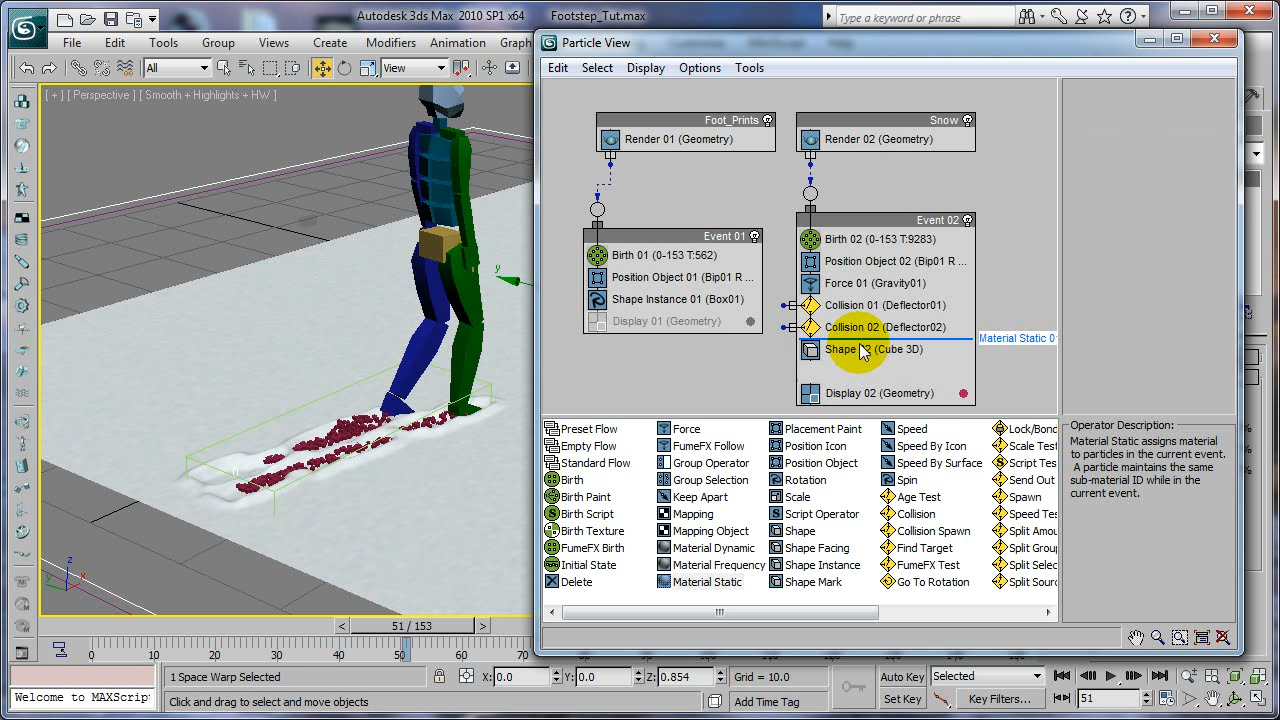 Autodesk 3ds Max 2010 SP1 x64 Footstep_Tut.max
Type a keyword or phrase
File Edit Tools Group Views Create Modifiers Animation Graph
All View
[ + ] [ Perspective ] [ Smooth + Highlights + HW ]
Particle View
Edit Select Display Options Tools
Foot_Prints
Render 01 (Geometry)
Event 01
Birth 01 (0-153 T:562)
Position Object 01 (Bip01 R ...
Shape Instance 01 (Box01)
Display 01 (Geometry)
Snow
Render 02 (Geometry)
Event 02
Birth 02 (0-153 T:9283)
Position Object 02 (Bip01 R ...
Force 01 (Gravity01)
Collision 01 (Deflector01)
Collision 02 (Deflector02)
Material Static 0
Shape 02 (Cube 3D)
Display 02 (Geometry)
Preset Flow Force Placement Paint Speed Lock/Bond
Empty Flow FumeFX Follow Position Icon Speed By Icon Scale Test
Standard Flow Group Operator Position Object Speed By Surface Script Tes
Birth Group Selection Rotation Spin Send Out
Birth Paint Keep Apart Scale Age Test Spawn
Birth Script Mapping Script Operator Collision Speed Test
Birth Texture Mapping Object Shape Collision Spawn Split Amou
FumeFX Birth Material Dynamic Shape Facing Find Target Split Group
Initial State Material Frequency Shape Instance FumeFX Test Split Selec
Delete Material Static Shape Mark Go To Rotation Split Sourc
Operator Description:
Material Static assigns material
to particles in the current event.
A particle maintains the same
sub-material ID while in the
current event.
y
z
x
y
< 51 / 153 >
0 10 20 30 40 50 60 70
1 Space Warp Selected X: 0.0 Y: 0.0 Z: 0.854 Grid = 10.0 Auto Key Selected
Welcome to MAXScrip Click and drag to select and move objects Add Time Tag Set Key Key Filters... 51